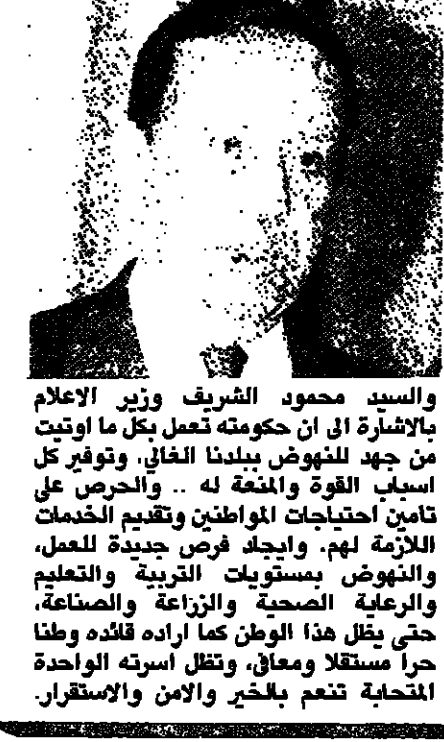 والسيد محمود الشريف وزير الاعلام
بالاشارة الى ان حكومته تعمل بكل ما اوتيت
من جهد للنهوض ببلدنا الغالي، وتوفير كل
اسباب القوة والمنعة له .. والحرص على
تامين احتياجات المواطنين وتقديم الخدمات
اللازمة لهم. وايجاد فرص جديدة للعمل،
والنهوض بمستويات التربية والتعليم
والرعاية الصحية والزراعة والصناعة،
حتى يظل هذا الوطن كما اراده قائده وطنا
حرا مستقلا ومعافى، وتظل اسرته الواحدة
المتحابة تنعم بالخير والامن والاستقرار.